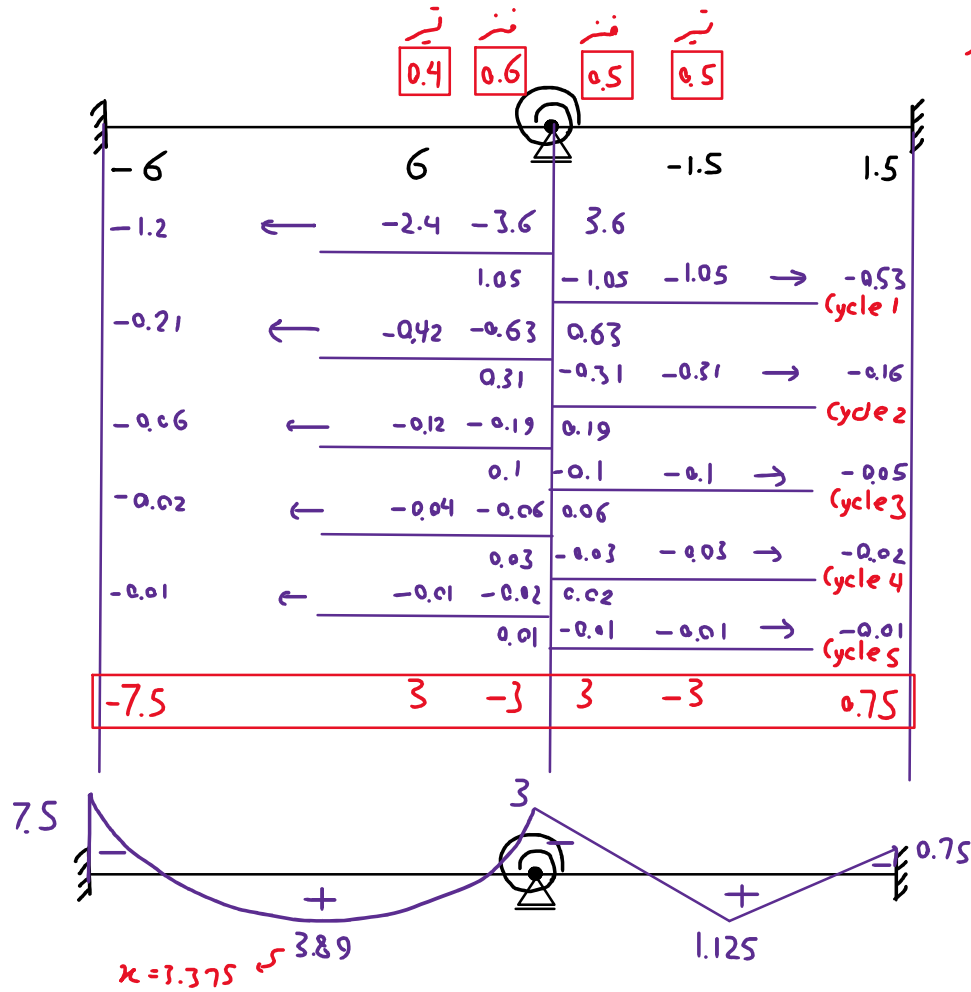 تیر فنر فنر تیر
0.4 0.6 0.5 0.5
-6 6 -1.5 1.5
-1.2 ← -2.4 -3.6 3.6
1.05 -1.05 -1.05 → -0.53
Cycle 1
-0.21 ← -0.42 -0.63 0.63
0.31 -0.31 -0.31 → -0.16
Cycle 2
-0.06 ← -0.12 -0.19 0.19
0.1 -0.1 -0.1 → -0.05
Cycle 3
-0.02 ← -0.04 -0.06 0.06
0.03 -0.03 -0.03 → -0.02
Cycle 4
-0.01 ← -0.01 -0.02 0.02
0.01 -0.01 -0.01 → -0.01
Cycle 5
-7.5 3 -3 3 -3 0.75
7.5 3 0.75
- + - + -
3.89 1.125
x=3.375